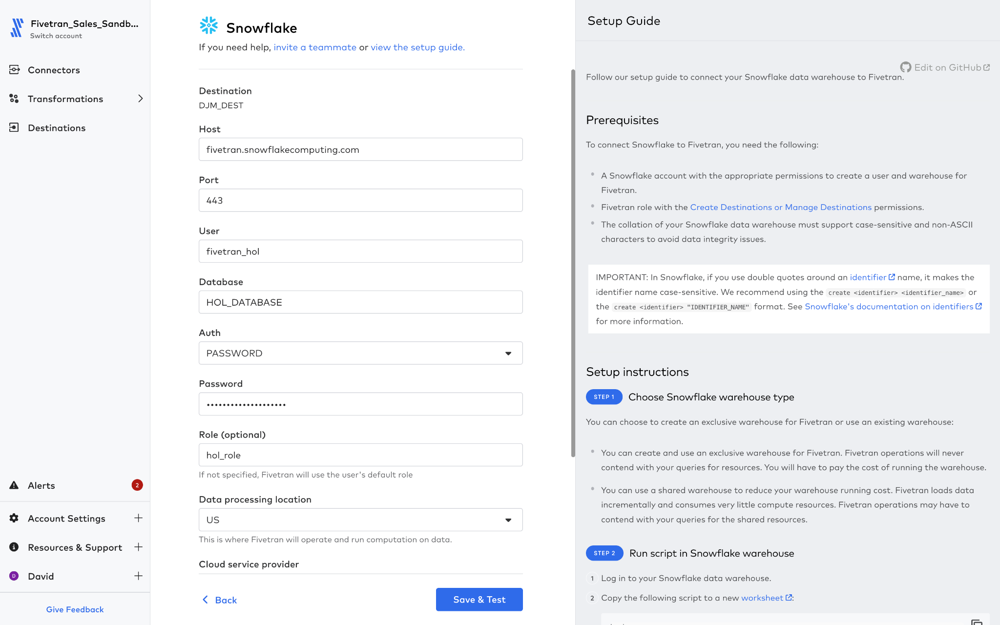 Fivetran_Sales_Sandb...
Switch account
Connectors
Transformations
Destinations
Alerts
2
Account Settings
Resources & Support
D
David
Give Feedback
Snowflake
If you need help, invite a teammate or view the setup guide.
Destination
DJM_DEST
Host
fivetran.snowflakecomputing.com
Port
443
User
fivetran_hol
Database
HOL_DATABASE
Auth
PASSWORD
Password
••••••••••••••••••••
Role (optional)
hol_role
If not specified, Fivetran will use the user's default role
Data processing location
US
This is where Fivetran will operate and run computation on data.
Cloud service provider
Back
Save & Test
Setup Guide
Edit on GitHub
Follow our setup guide to connect your Snowflake data warehouse to Fivetran.
Prerequisites
To connect Snowflake to Fivetran, you need the following:
• A Snowflake account with the appropriate permissions to create a user and warehouse for
Fivetran.
• Fivetran role with the Create Destinations or Manage Destinations permissions.
• The collation of your Snowflake data warehouse must support case-sensitive and non-ASCII
characters to avoid data integrity issues.
IMPORTANT: In Snowflake, if you use double quotes around an identifier name, it makes the
identifier name case-sensitive. We recommend using the create <identifier> <identifier_name> or
the create <identifier> "IDENTIFIER_NAME" format. See Snowflake's documentation on identifiers
for more information.
Setup instructions
STEP 1 Choose Snowflake warehouse type
You can choose to create an exclusive warehouse for Fivetran or use an existing warehouse:
• You can create and use an exclusive warehouse for Fivetran. Fivetran operations will never
contend with your queries for resources. You will have to pay the cost of running the warehouse.
• You can use a shared warehouse to reduce your warehouse running cost. Fivetran loads data
incrementally and consumes very little compute resources. Fivetran operations may have to
contend with your queries for the shared resources.
STEP 2 Run script in Snowflake warehouse
1 Log in to your Snowflake data warehouse.
2 Copy the following script to a new worksheet: